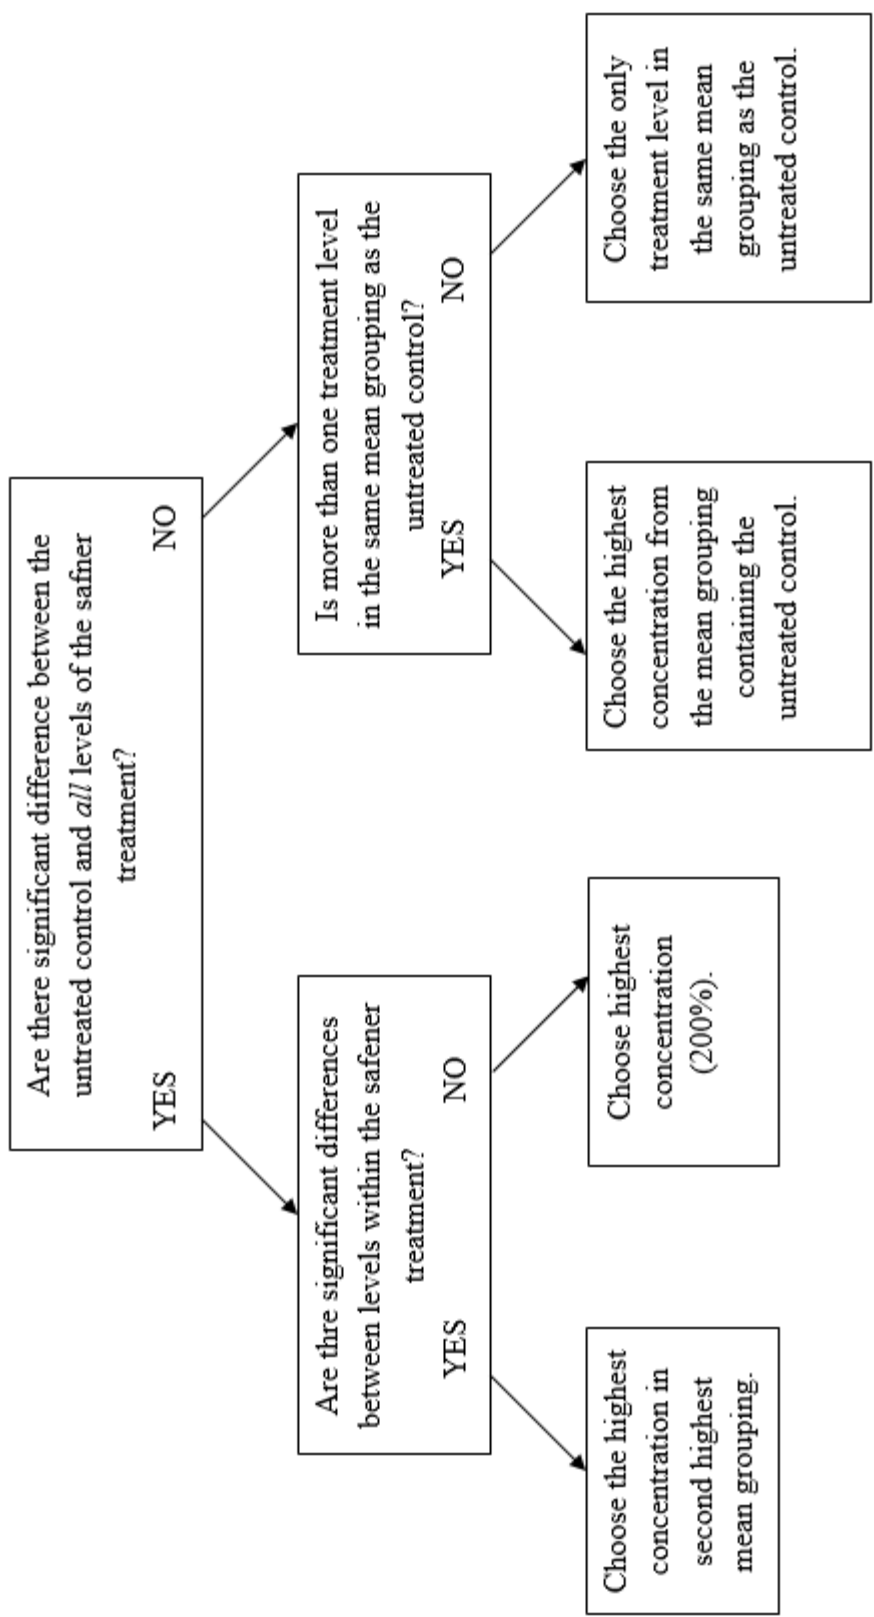 Are there significant difference between the
untreated control and all levels of the safner
treatment?
YES NO
Are thre significant differences
between levels within the safener
treatment?
YES NO
Is more than one treatment level
in the same mean grouping as the
untreated control?
YES NO
Choose the highest
concentration in
second highest
mean grouping.
Choose highest
concentration
(200%).
Choose the highest
concentration from
the mean grouping
containing the
untreated control.
Choose the only
treatment level in
the same mean
grouping as the
untreated control.